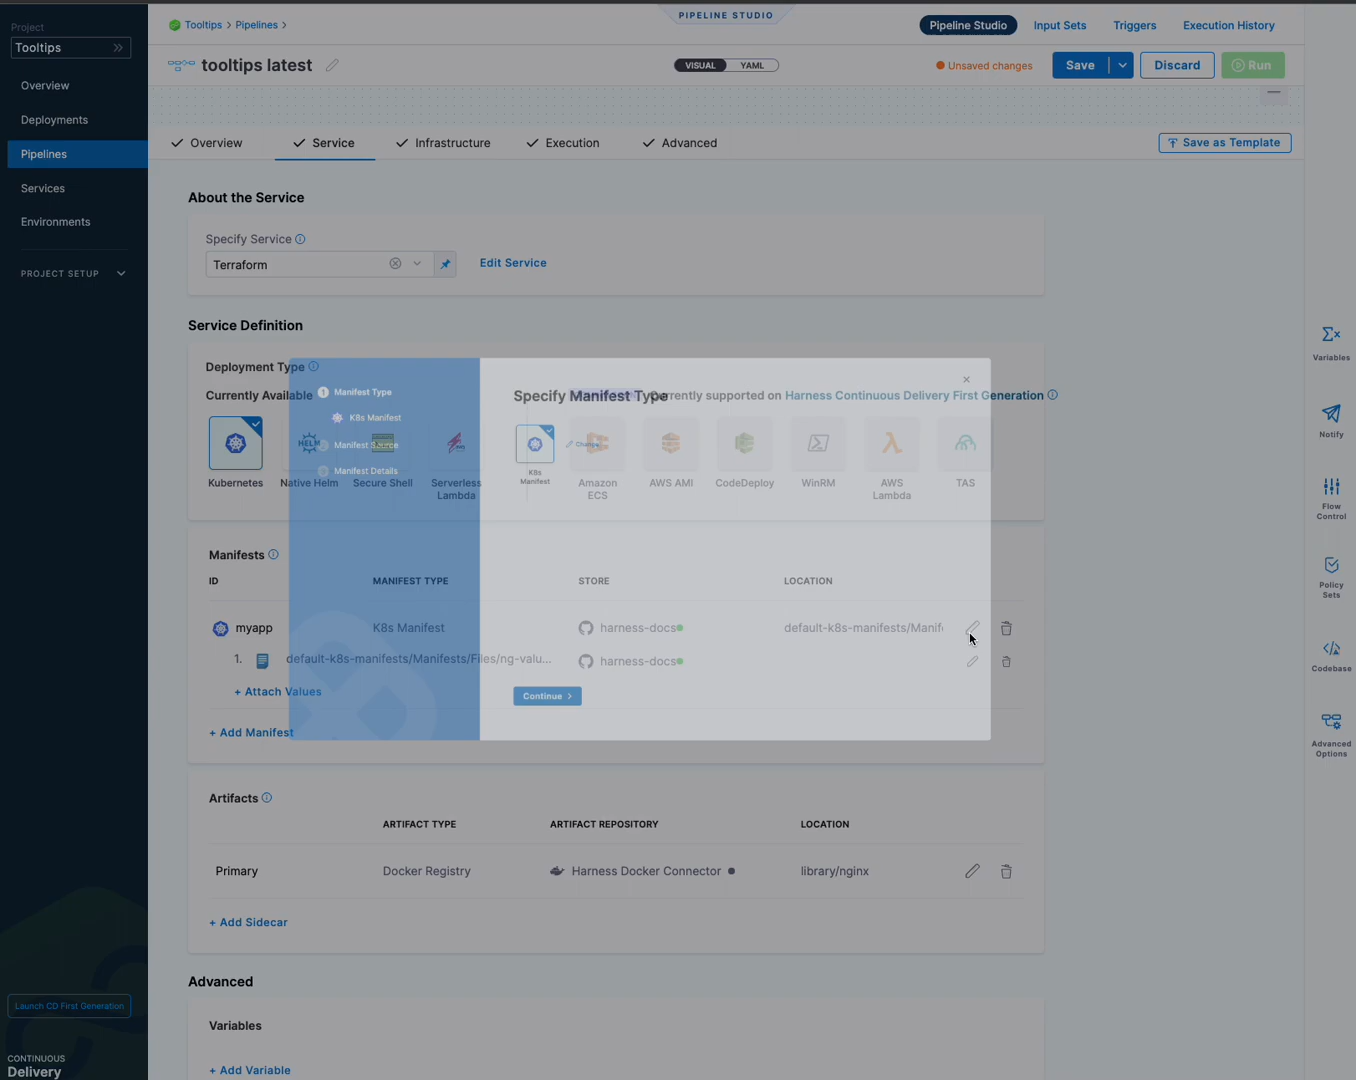 Project
Tooltips
Overview
Deployments
Pipelines
Services
Environments
PROJECT SETUP
Launch CD First Generation
CONTINUOUS
Delivery
Tooltips > Pipelines >
PIPELINE STUDIO
Pipeline Studio
Input Sets
Triggers
Execution History
tooltips latest
VISUAL
YAML
Unsaved changes
Save
Discard
Run
Overview
Service
Infrastructure
Execution
Advanced
Save as Template
About the Service
Specify Service
Terraform
Edit Service
Service Definition
Deployment Type
Currently Available
Currently supported on Harness Continuous Delivery First Generation
Kubernetes
Native Helm
Secure Shell
Serverless
Lambda
Amazon
ECS
AWS AMI
CodeDeploy
WinRM
AWS
Lambda
TAS
1 Manifest Type
K8s Manifest
Manifest Source
Manifest Details
Specify Manifest Type
K8s
Manifest
Change
Continue >
Manifests
ID
MANIFEST TYPE
STORE
LOCATION
myapp
K8s Manifest
harness-docs
default-k8s-manifests/Manif
1.
default-k8s-manifests/Manifests/Files/ng-valu...
harness-docs
+ Attach Values
+ Add Manifest
Artifacts
ARTIFACT TYPE
ARTIFACT REPOSITORY
LOCATION
Primary
Docker Registry
Harness Docker Connector
library/nginx
+ Add Sidecar
Advanced
Variables
+ Add Variable
Variables
Notify
Flow
Control
Policy
Sets
Codebase
Advanced
Options